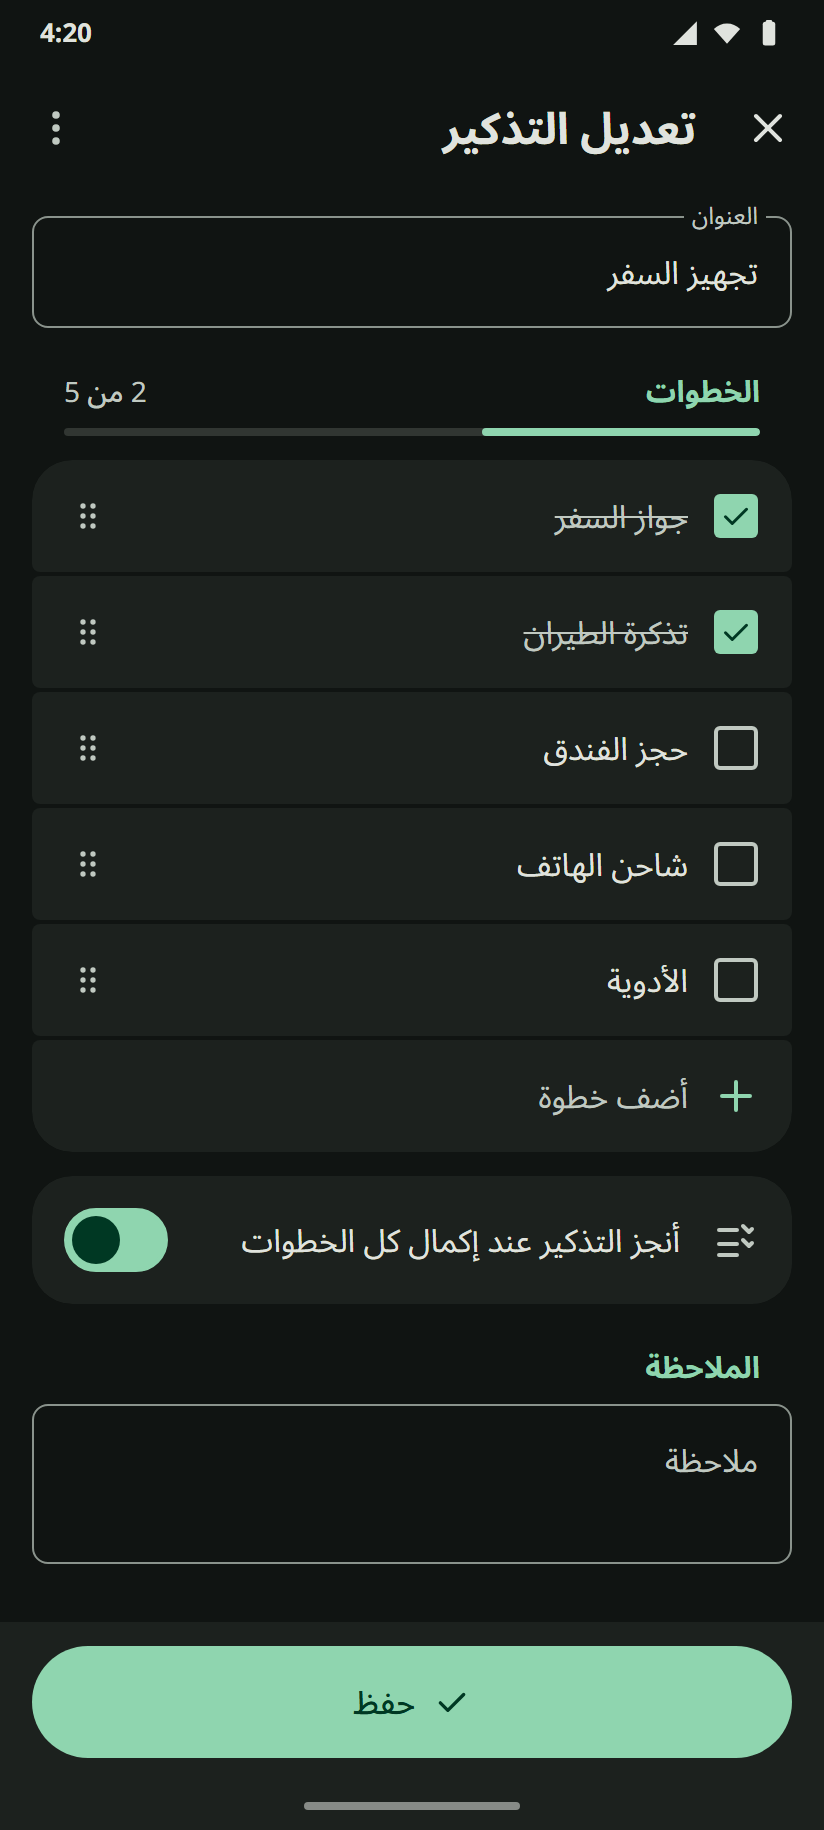 4:20
تعديل التذكير
العنوان
تجهيز السفر
الخطوات
2 من 5
جواز السفر
تذكرة الطيران
حجز الفندق
شاحن الهاتف
الأدوية
أضف خطوة
أنجز التذكير عند إكمال كل الخطوات
الملاحظة
ملاحظة
حفظ